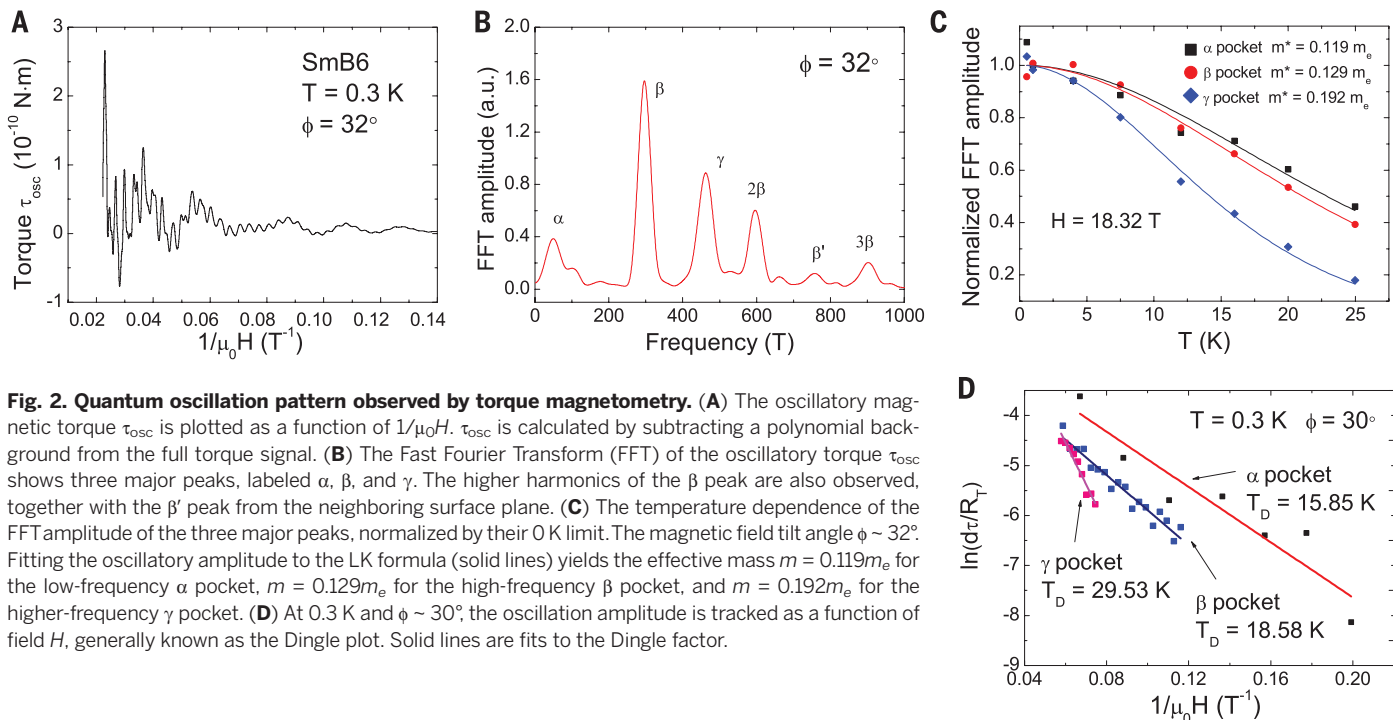 A
3
2
1
0
-1
0.02
0.04
0.06
0.08
0.10
0.12
0.14
Torque τosc (10⁻¹⁰ N·m)
1/μ₀H (T⁻¹)
SmB6
T = 0.3 K
ϕ = 32°
B
2.0
1.6
1.2
0.8
0.4
0.0
0
200
400
600
800
1000
FFT amplitude (a.u.)
Frequency (T)
ϕ = 32°
α
β
γ
2β
β'
3β
C
1.0
0.8
0.6
0.4
0.2
0
5
10
15
20
25
Normalized FFT amplitude
T (K)
α pocket m* = 0.119 mₑ
β pocket m* = 0.129 mₑ
γ pocket m* = 0.192 mₑ
H = 18.32 T
Fig. 2. Quantum oscillation pattern observed by torque magnetometry. (A) The oscillatory mag-
netic torque τosc is plotted as a function of 1/μ₀H. τosc is calculated by subtracting a polynomial back-
ground from the full torque signal. (B) The Fast Fourier Transform (FFT) of the oscillatory torque τosc
shows three major peaks, labeled α, β, and γ. The higher harmonics of the β peak are also observed,
together with the β′ peak from the neighboring surface plane. (C) The temperature dependence of the
FFT amplitude of the three major peaks, normalized by their 0 K limit. The magnetic field tilt angle ϕ ~ 32°.
Fitting the oscillatory amplitude to the LK formula (solid lines) yields the effective mass m = 0.119mₑ for
the low-frequency α pocket, m = 0.129mₑ for the high-frequency β pocket, and m = 0.192mₑ for the
higher-frequency γ pocket. (D) At 0.3 K and ϕ ~ 30°, the oscillation amplitude is tracked as a function of
field H, generally known as the Dingle plot. Solid lines are fits to the Dingle factor.
D
-4
-5
-6
-7
-8
-9
0.04
0.08
0.12
0.16
0.20
ln(dτ/R_T)
1/μ₀H (T⁻¹)
T = 0.3 K ϕ = 30°
α pocket
T_D = 15.85 K
γ pocket
T_D = 29.53 K
β pocket
T_D = 18.58 K